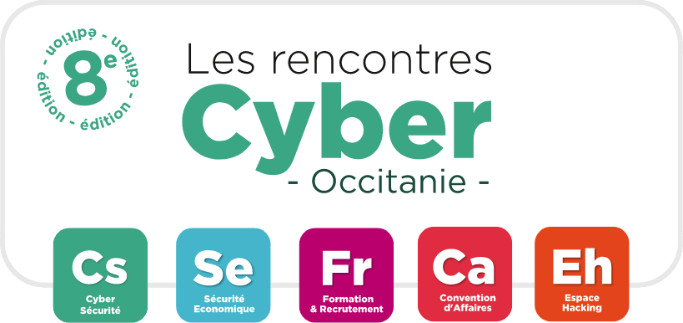 édition - édition - édition - édition -
8e
Les rencontres
Cyber
- Occitanie -
Cs
Cyber
Sécurité
Se
Sécurité
Economique
Fr
Formation
& Recrutement
Ca
Convention
d'Affaires
Eh
Espace
Hacking